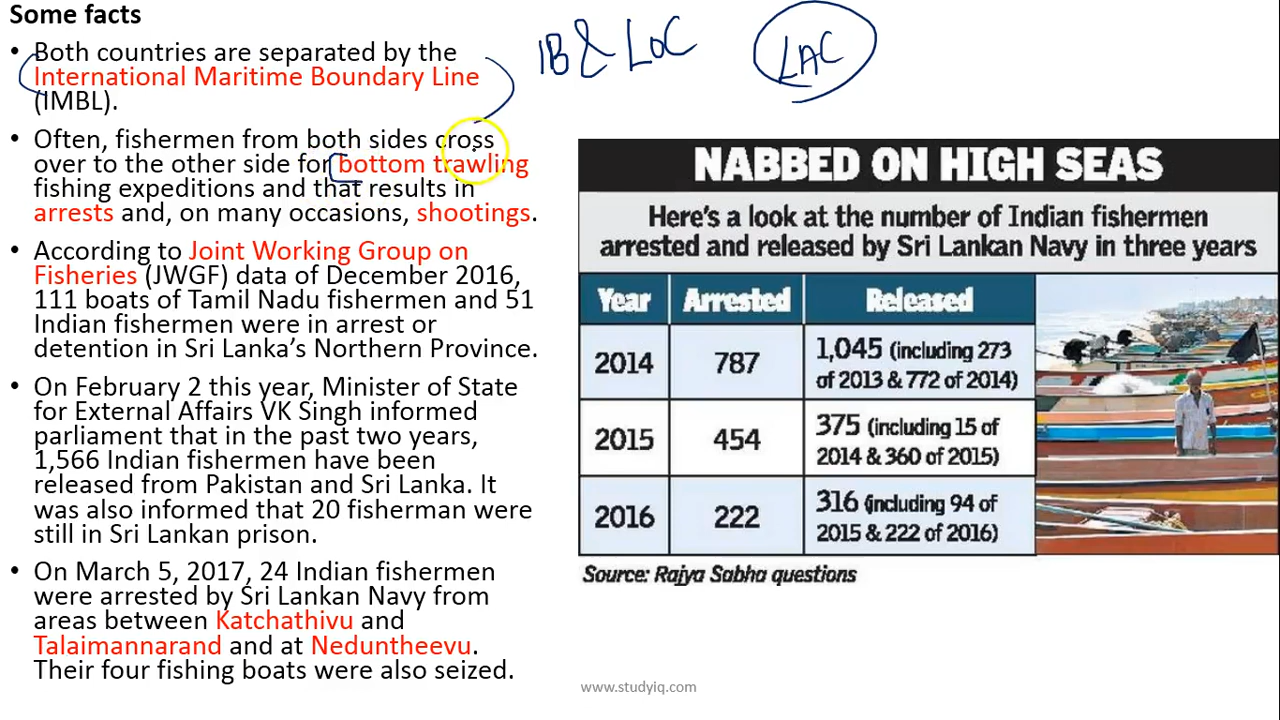 Some facts
• Both countries are separated by the
International Maritime Boundary Line
(IMBL).
• Often, fishermen from both sides cross
over to the other side for bottom trawling
fishing expeditions and that results in
arrests and, on many occasions, shootings.
• According to Joint Working Group on
Fisheries (JWGF) data of December 2016,
111 boats of Tamil Nadu fishermen and 51
Indian fishermen were in arrest or
detention in Sri Lanka’s Northern Province.
• On February 2 this year, Minister of State
for External Affairs VK Singh informed
parliament that in the past two years,
1,566 Indian fishermen have been
released from Pakistan and Sri Lanka. It
was also informed that 20 fisherman were
still in Sri Lankan prison.
• On March 5, 2017, 24 Indian fishermen
were arrested by Sri Lankan Navy from
areas between Katchathivu and
Talaimannarand and at Neduntheevu.
Their four fishing boats were also seized.
IB & LOC LAC
NABBED ON HIGH SEAS
Here's a look at the number of Indian fishermen
arrested and released by Sri Lankan Navy in three years
Year Arrested Released
2014 787 1,045 (including 273
of 2013 & 772 of 2014)
2015 454 375 (including 15 of
2014 & 360 of 2015)
2016 222 316 (including 94 of
2015 & 222 of 2016)
Source: Rajya Sabha questions
www.studyiq.com